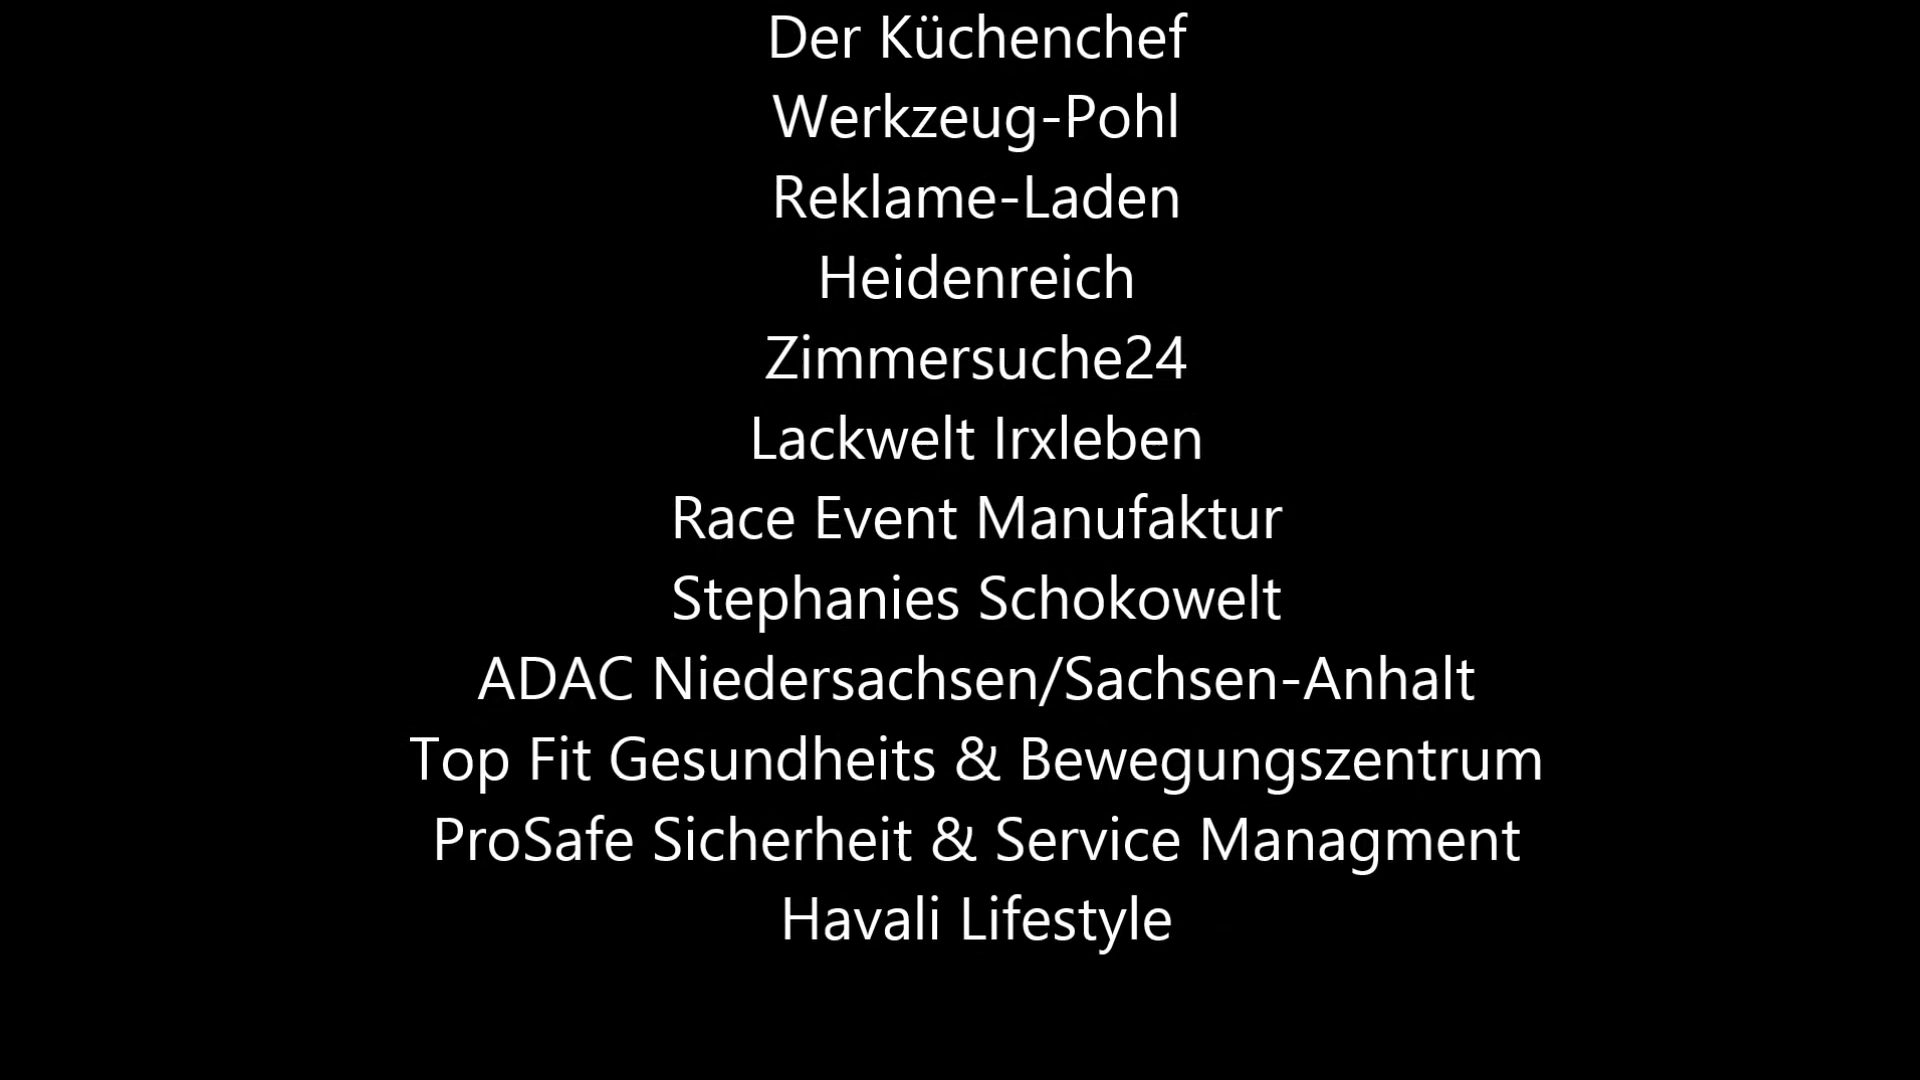 Der Küchenchef
Werkzeug-Pohl
Reklame-Laden
Heidenreich
Zimmersuche24
Lackwelt Irxleben
Race Event Manufaktur
Stephanies Schokowelt
ADAC Niedersachsen/Sachsen-Anhalt
Top Fit Gesundheits & Bewegungszentrum
ProSafe Sicherheit & Service Managment
Havali Lifestyle